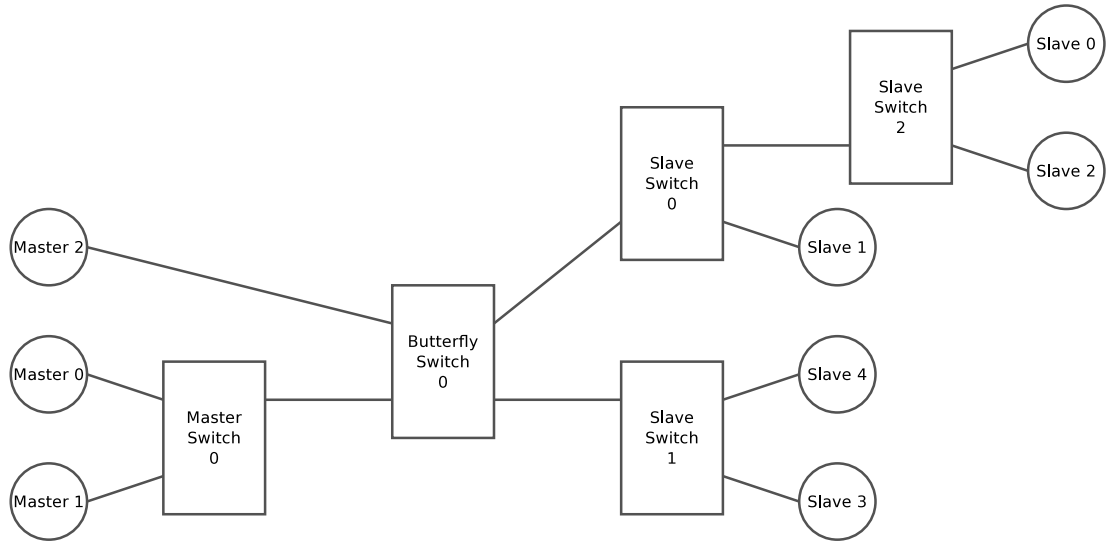 Slave 0
Slave
Switch
2
Slave 2
Slave
Switch
0
Slave 1
Master 2
Butterfly
Switch
0
Master 0
Slave 4
Master
Switch
0
Slave
Switch
1
Master 1
Slave 3